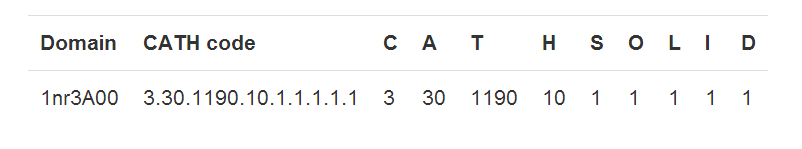 Domain CATH code C A T H S O L I D
1nr3A00 3.30.1190.10.1.1.1.1.1 3 30 1190 10 1 1 1 1 1